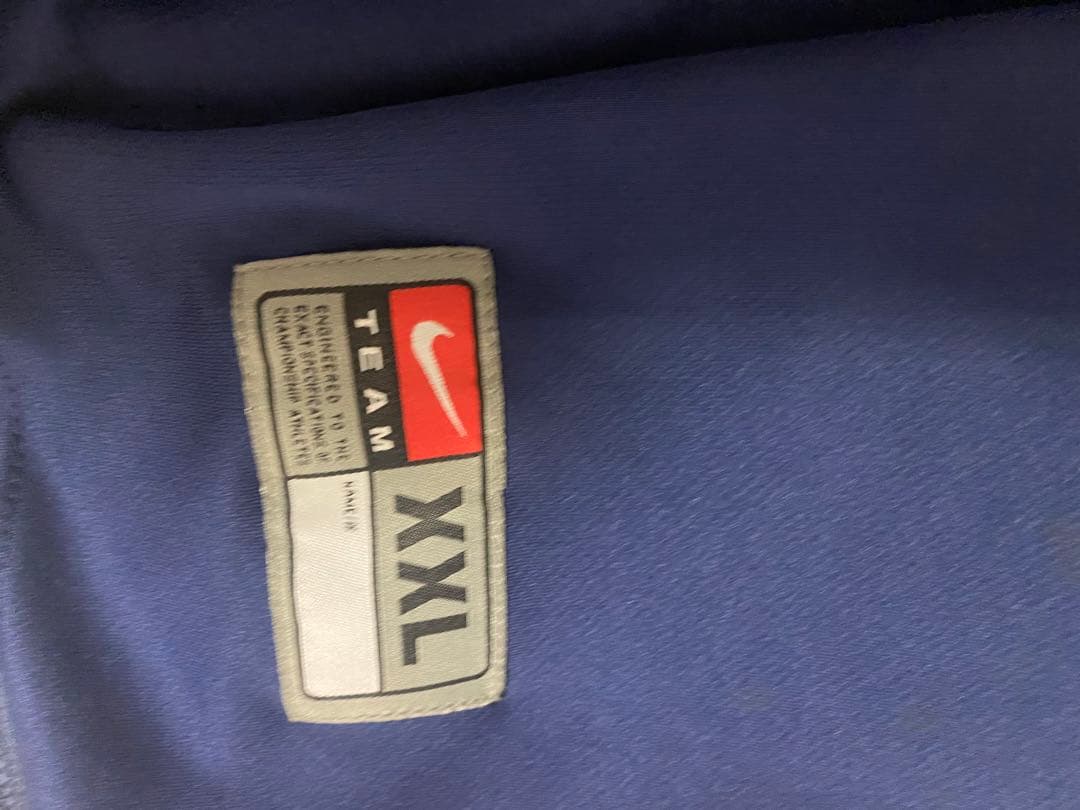 TEAM
XXL
ENGINEERED TO THE
EXACT SPECIFICATIONS OF
CHAMPIONSHIP ATHLETES
NAME/#